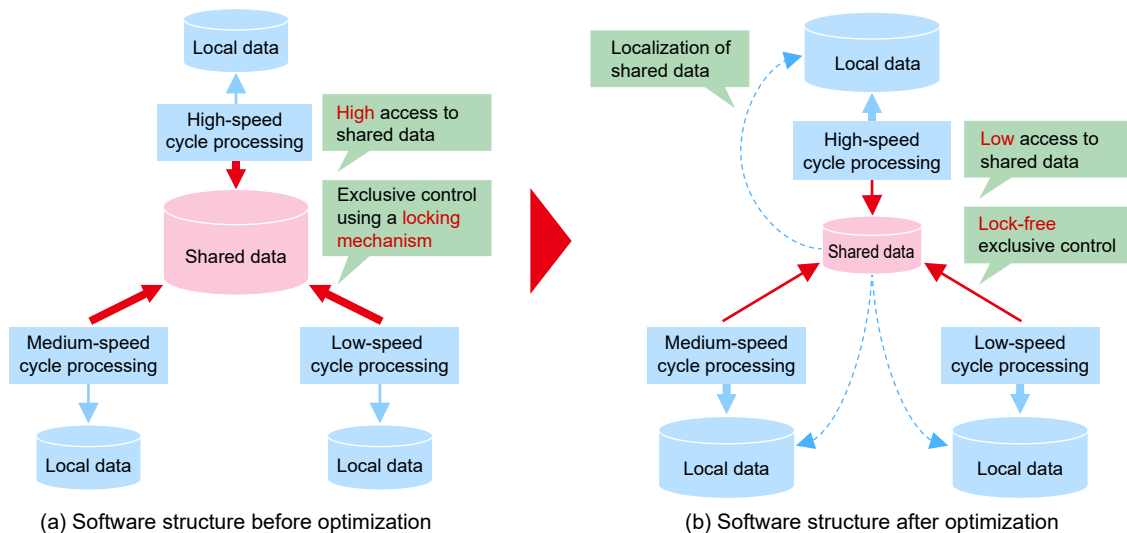 Local data
High-speed
cycle processing
High access to
shared data
Exclusive control
using a locking
mechanism
Shared data
Medium-speed
cycle processing
Low-speed
cycle processing
Local data
Local data
(a) Software structure before optimization
Localization of
shared data
Local data
High-speed
cycle processing
Low access to
shared data
Lock-free
exclusive control
Shared data
Medium-speed
cycle processing
Low-speed
cycle processing
Local data
Local data
(b) Software structure after optimization